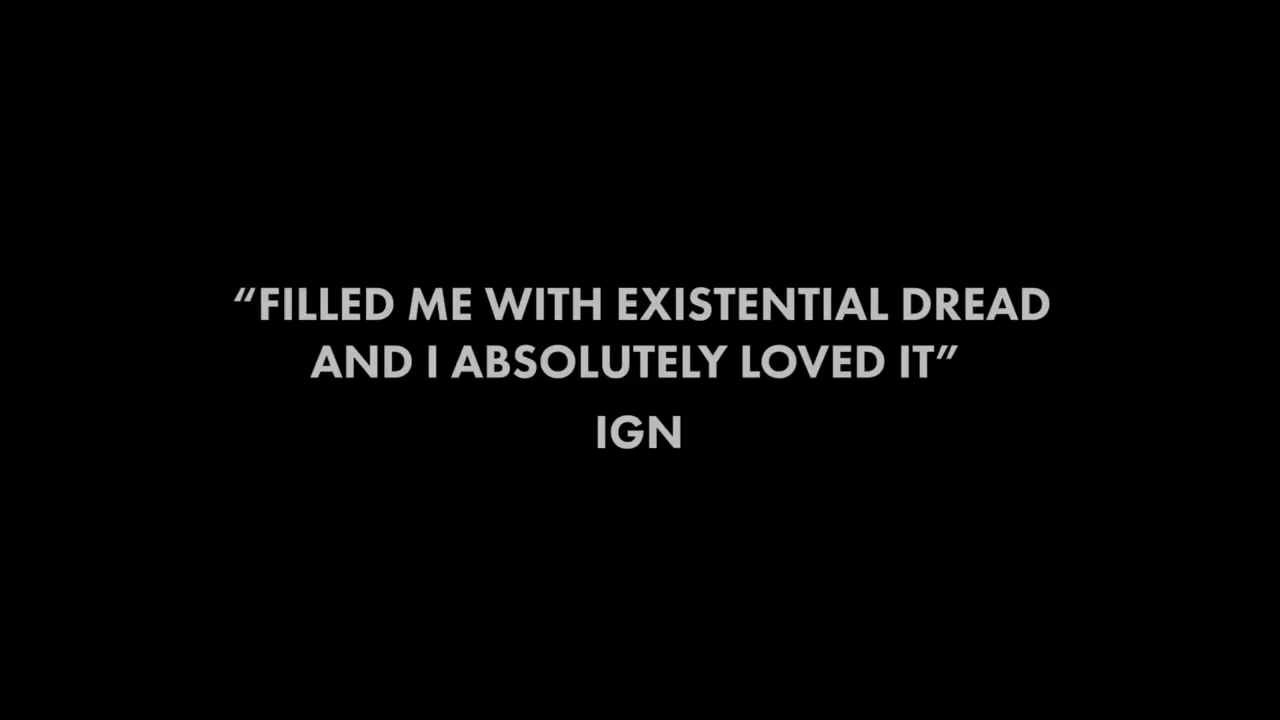 “FILLED ME WITH EXISTENTIAL DREAD
AND I ABSOLUTELY LOVED IT”
IGN